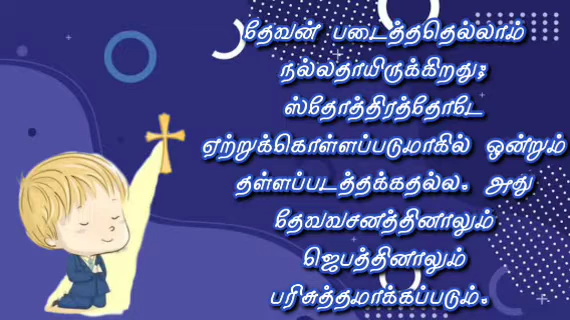 தேவன் படைத்ததெல்லாம்
நல்லதாயிருக்கிறது;
ஸ்தோத்திரத்தோடே
ஏற்றுக்கொள்ளப்படுமாகில் ஒன்றும்
தள்ளப்படத்தக்கதல்ல. அது
தேவவசனத்தினாலும்
ஜெபத்தினாலும்
பரிசுத்தமாக்கப்படும்.